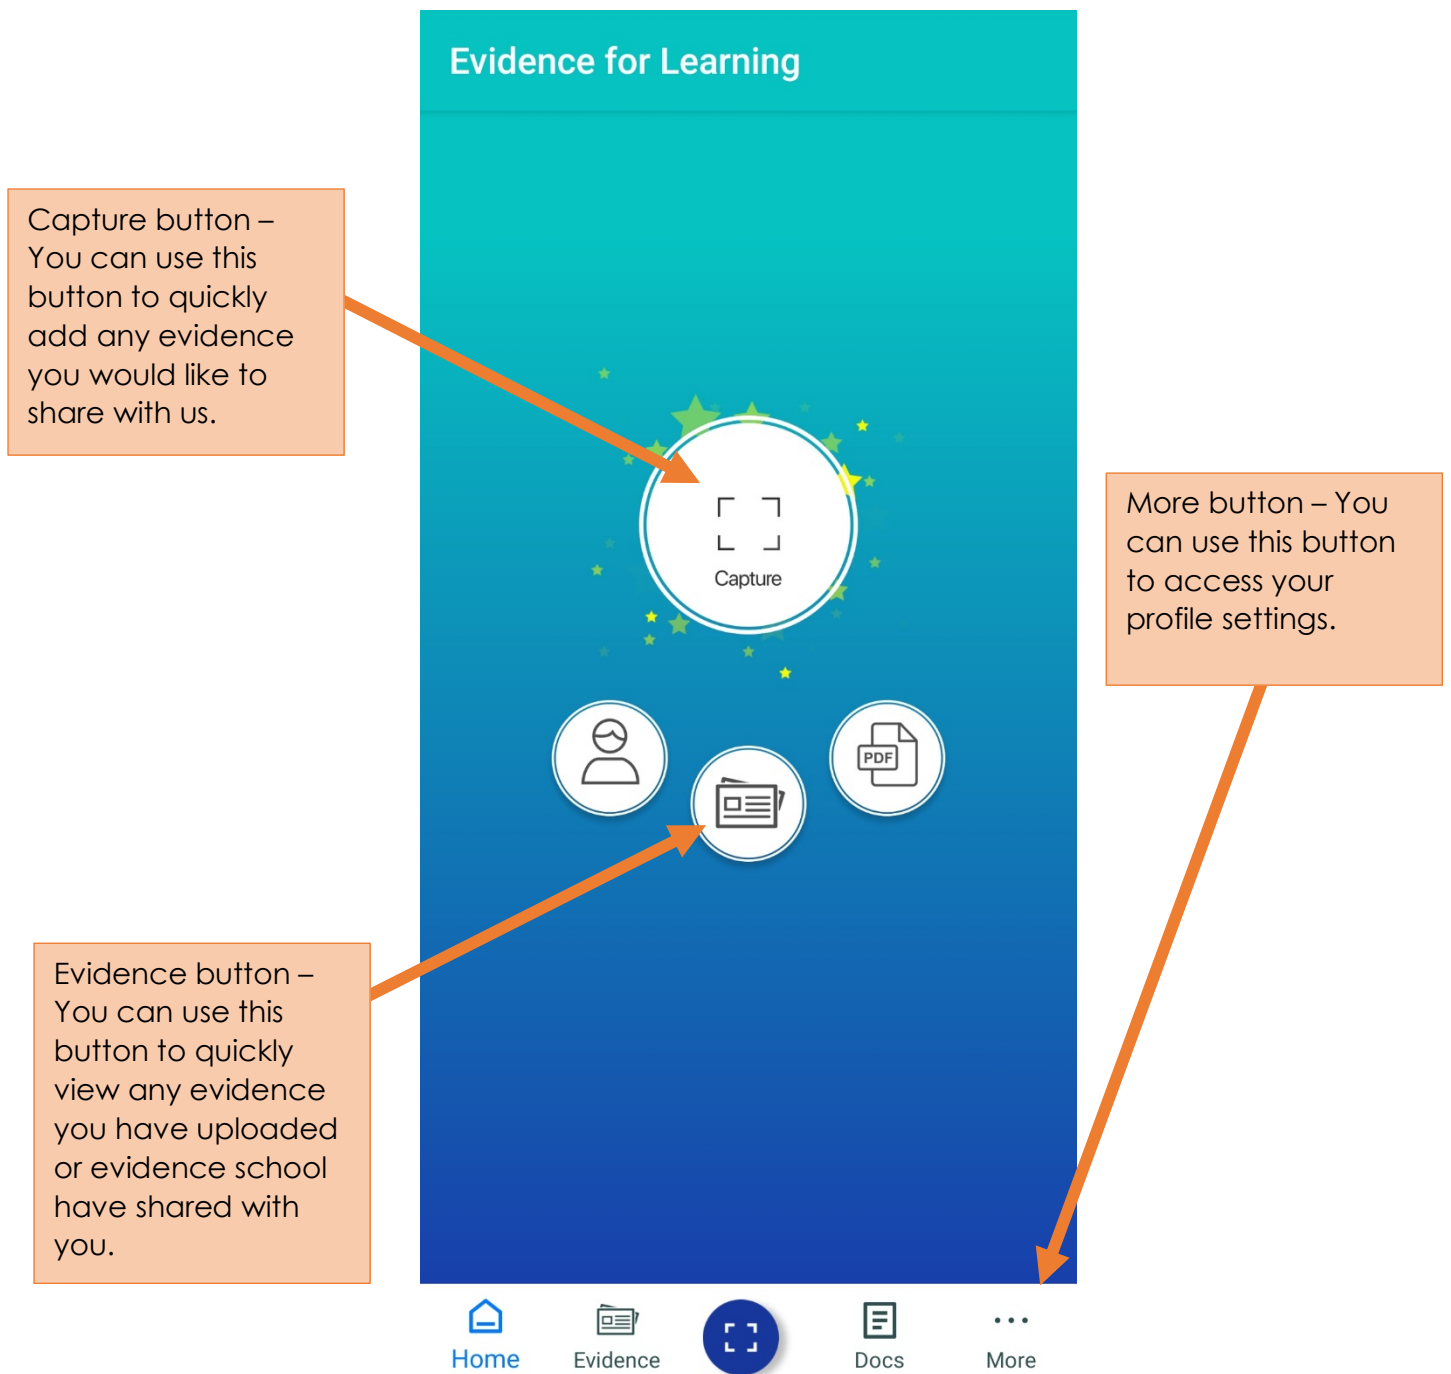 Evidence for Learning
Capture button –
You can use this
button to quickly
add any evidence
you would like to
share with us.
More button – You
can use this button
to access your
profile settings.
Capture
PDF
Evidence button –
You can use this
button to quickly
view any evidence
you have uploaded
or evidence school
have shared with
you.
Home
Evidence
Docs
More